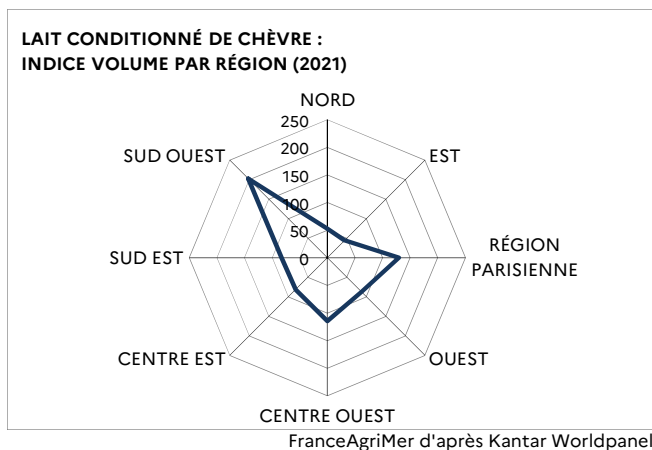 LAIT CONDITIONNÉ DE CHÈVRE :
INDICE VOLUME PAR RÉGION (2021)
NORD
250
200
150
100
50
0
EST
RÉGION
PARISIENNE
OUEST
CENTRE OUEST
CENTRE EST
SUD EST
SUD OUEST
FranceAgriMer d'après Kantar Worldpanel